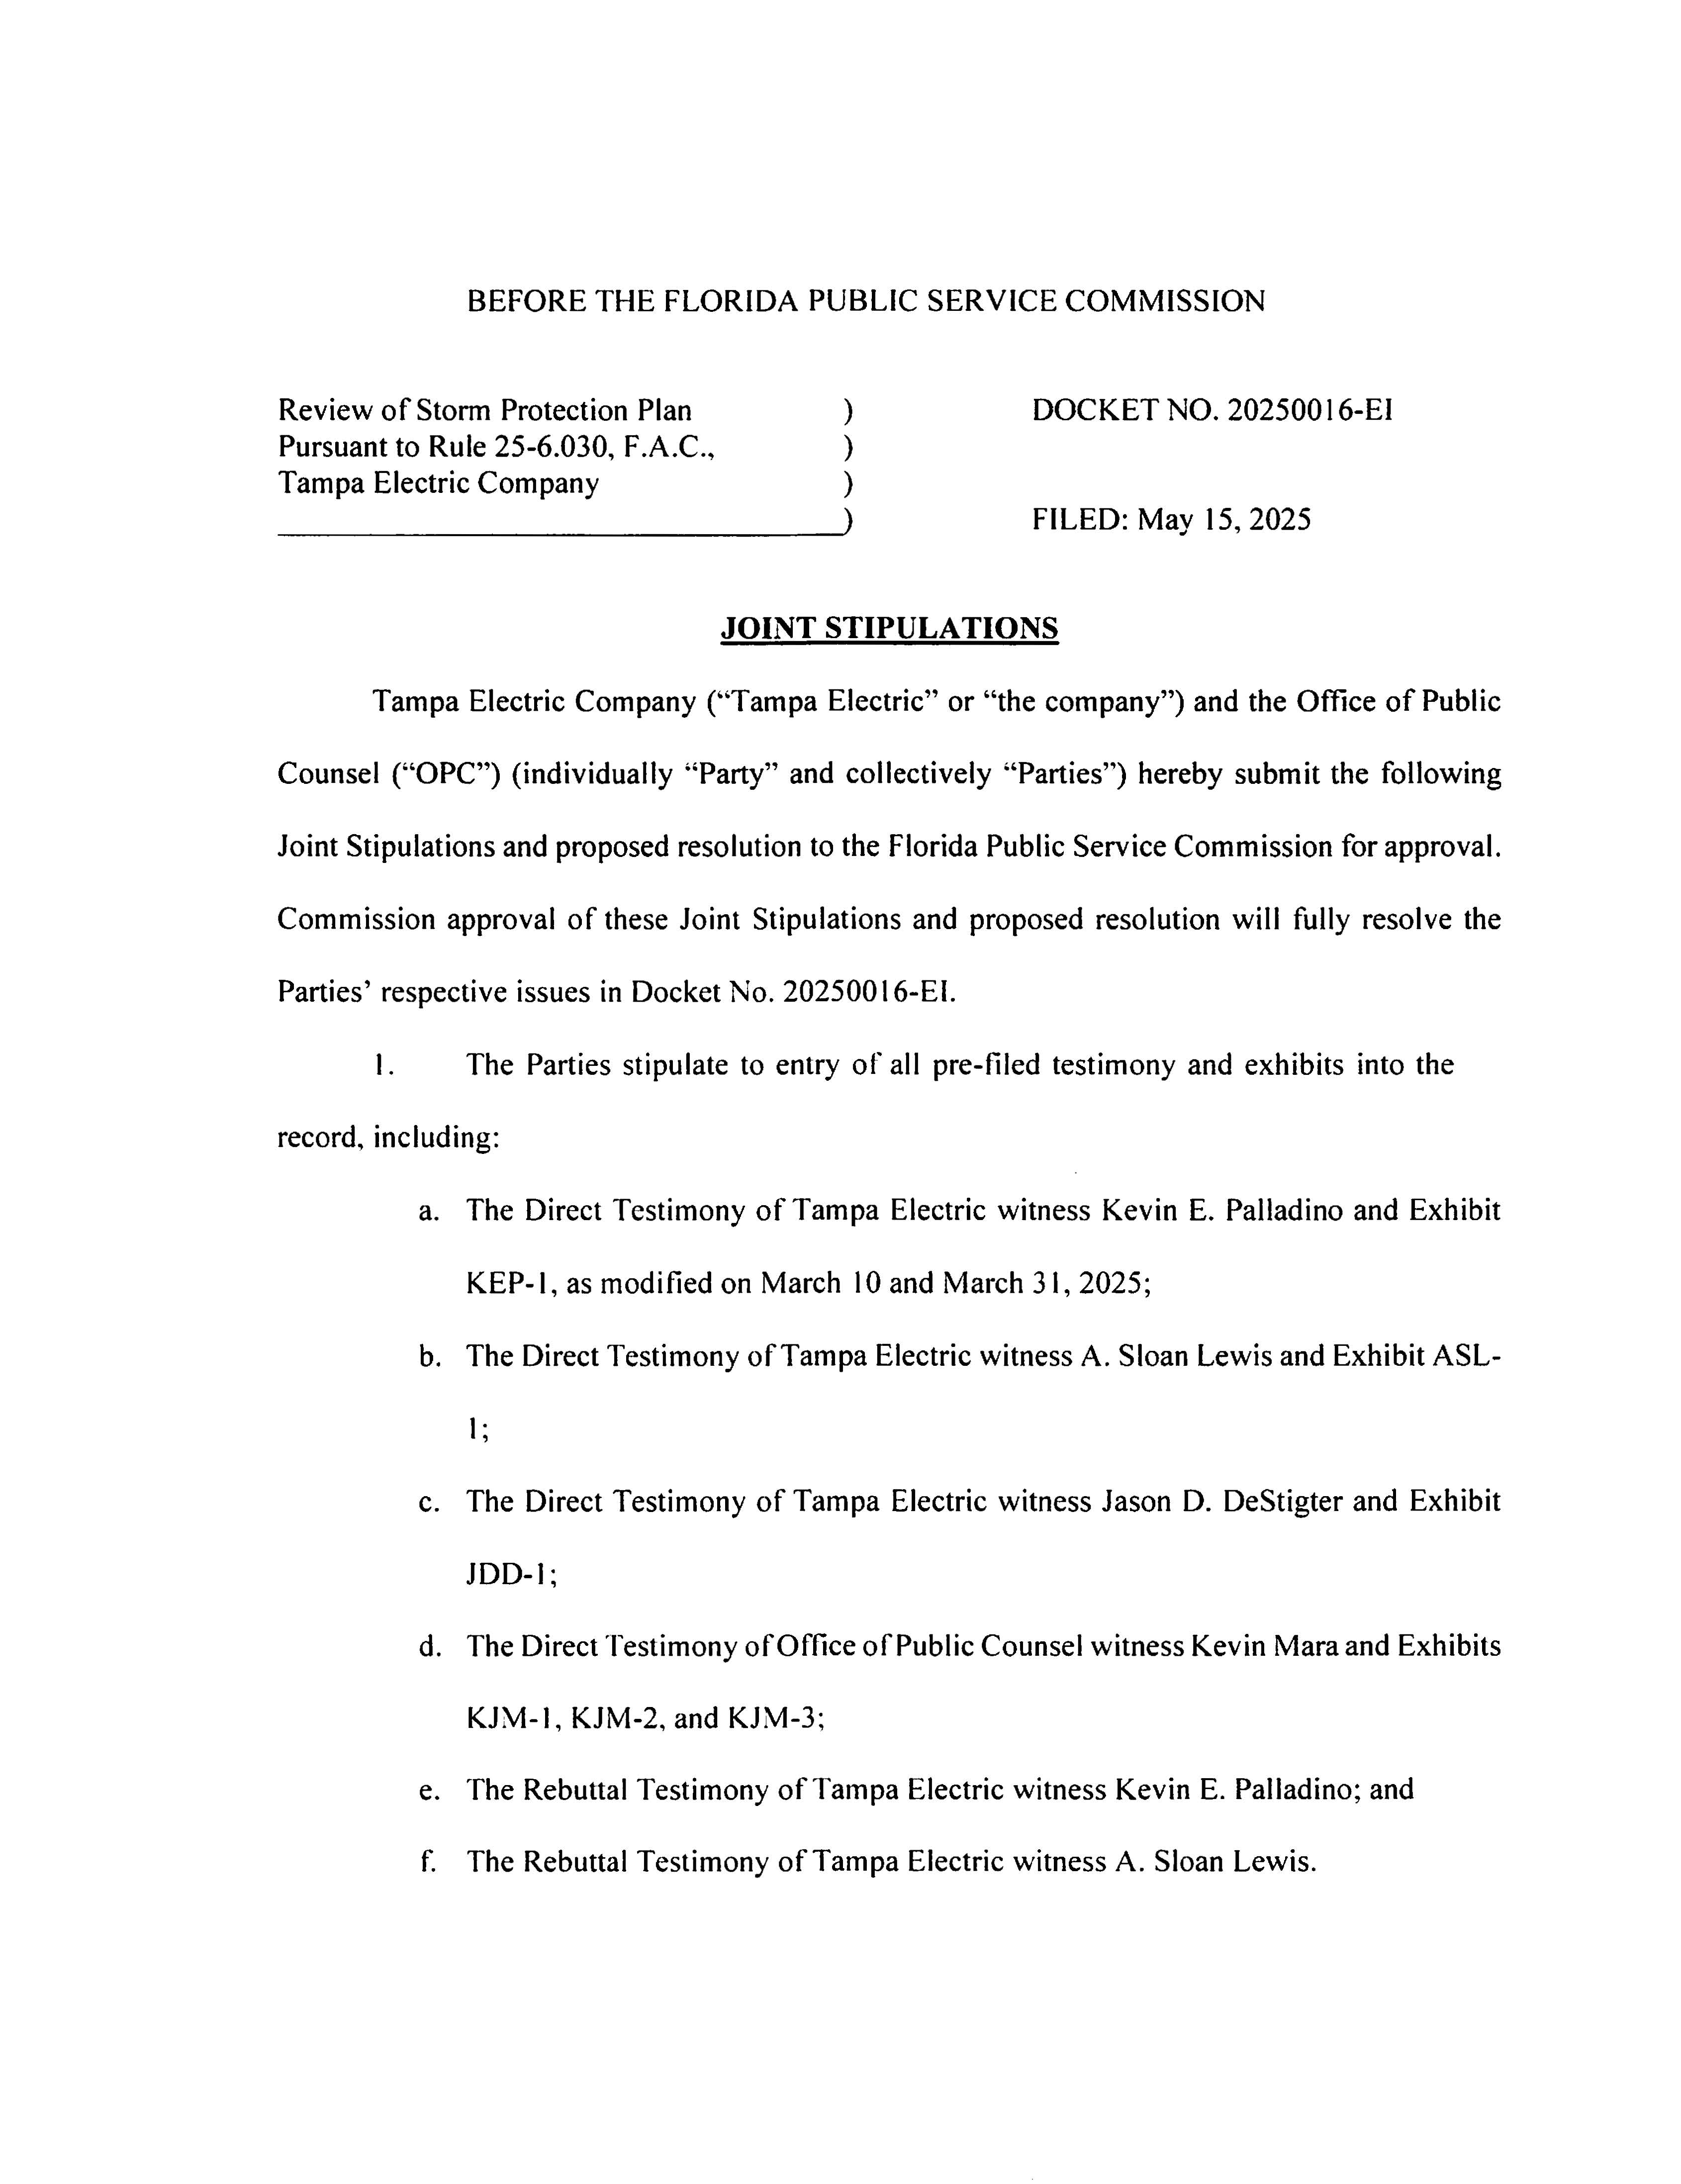 BEFORE THE FLORIDA PUBLIC SERVICE COMMISSION
Review of Storm Protection Plan ) DOCKET NO. 20250016-EI
Pursuant to Rule 25-6.030, F.A.C., )
Tampa Electric Company )
) FILED: May 15, 2025
JOINT STIPULATIONS
Tampa Electric Company (“Tampa Electric” or “the company”) and the Office of Public
Counsel (“OPC”) (individually “Party” and collectively “Parties”) hereby submit the following
Joint Stipulations and proposed resolution to the Florida Public Service Commission for approval.
Commission approval of these Joint Stipulations and proposed resolution will fully resolve the
Parties’ respective issues in Docket No. 20250016-EI.
1. The Parties stipulate to entry of all pre-filed testimony and exhibits into the
record, including:
a. The Direct Testimony of Tampa Electric witness Kevin E. Palladino and Exhibit
KEP-1, as modified on March 10 and March 31, 2025;
b. The Direct Testimony of Tampa Electric witness A. Sloan Lewis and Exhibit ASL-
1;
c. The Direct Testimony of Tampa Electric witness Jason D. DeStigter and Exhibit
JDD-1;
d. The Direct Testimony of Office of Public Counsel witness Kevin Mara and Exhibits
KJM-1, KJM-2, and KJM-3;
e. The Rebuttal Testimony of Tampa Electric witness Kevin E. Palladino; and
f. The Rebuttal Testimony of Tampa Electric witness A. Sloan Lewis.